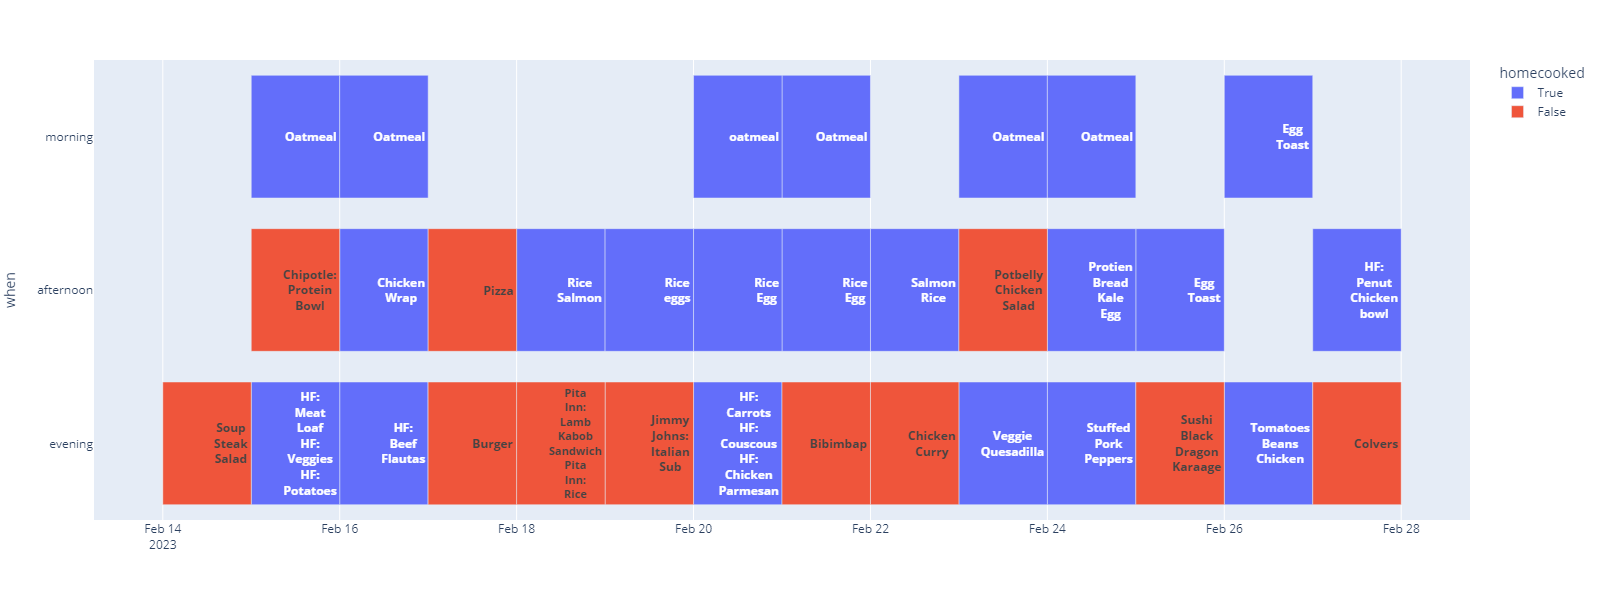 homecooked
True
False
when
morning
Oatmeal
Oatmeal
oatmeal
Oatmeal
Oatmeal
Oatmeal
Egg
Toast
afternoon
Chipotle:
Protein
Bowl
Chicken
Wrap
Pizza
Rice
Salmon
Rice
eggs
Rice
Egg
Rice
Egg
Salmon
Rice
Potbelly
Chicken
Salad
Protien
Bread
Kale
Egg
Egg
Toast
HF:
Penut
Chicken
bowl
evening
Soup
Steak
Salad
HF:
Meat
Loaf
HF:
Veggies
HF:
Potatoes
HF:
Beef
Flautas
Burger
Pita
Inn:
Lamb
Kabob
Sandwich
Pita
Inn:
Rice
Jimmy
Johns:
Italian
Sub
HF:
Carrots
HF:
Couscous
HF:
Chicken
Parmesan
Bibimbap
Chicken
Curry
Veggie
Quesadilla
Stuffed
Pork
Peppers
Sushi
Black
Dragon
Karaage
Tomatoes
Beans
Chicken
Colvers
Feb 14
2023
Feb 16
Feb 18
Feb 20
Feb 22
Feb 24
Feb 26
Feb 28